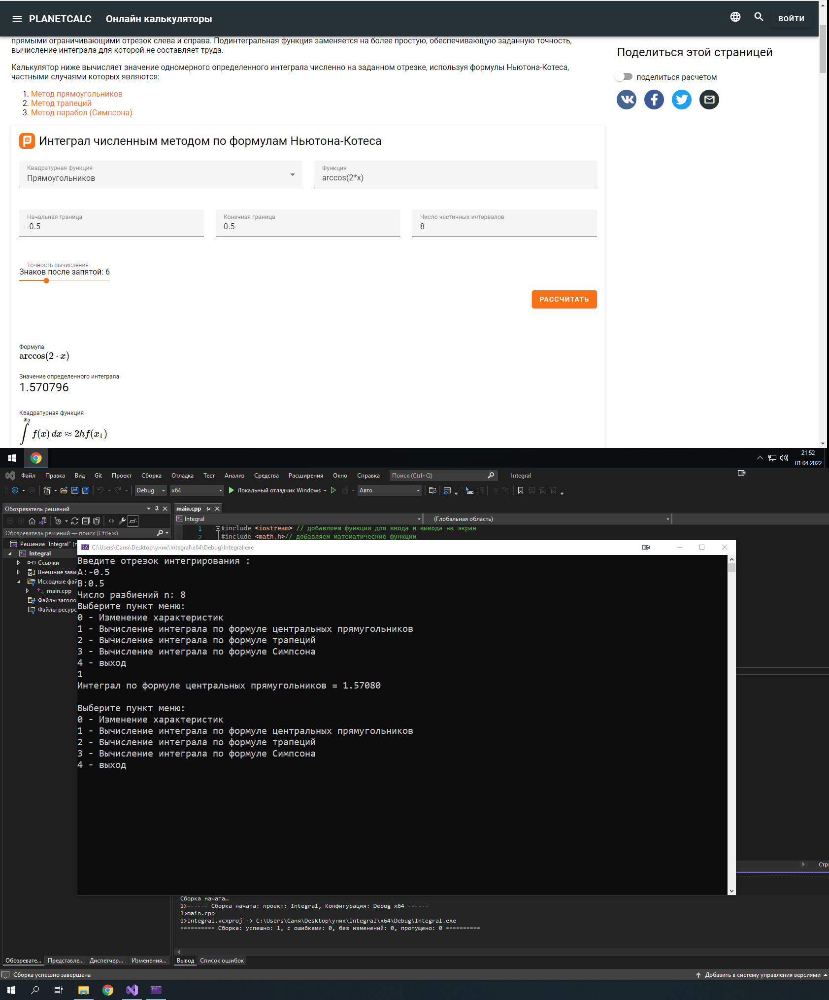 PLANETCALC Онлайн калькуляторы ВОЙТИ
прямыми ограничивающими отрезок слева и справа. Подинтегральная функция заменяется на более простую, обеспечивающую заданную точность,
вычисление интеграла для которой не составляет труда.
Калькулятор ниже вычисляет значение одномерного определенного интеграла численно на заданном отрезке, используя формулы Ньютона-Котеса,
частными случаями которых являются:
1. Метод прямоугольников
2. Метод трапеций
3. Метод парабол (Симпсона)
Поделиться этой страницей
поделиться расчетом
Интеграл численным методом по формулам Ньютона-Котеса
Квадратурная функция
Прямоугольников
Функция
arccos(2*x)
Начальная граница
-0.5
Конечная граница
0.5
Число частичных интервалов
8
Точность вычисления
Знаков после запятой: 6
РАССЧИТАТЬ
Формула
arccos(2 · x)
Значение определенного интеграла
1.570796
Квадратурная функция
∫ x₂ f(x) dx ≈ 2hf(x₁)
21:52
01.04.2022
Файл Правка Вид Git Проект Сборка Отладка Тест Анализ Средства Расширения Окно Справка Поиск (Ctrl+Q) Integral
Debug x64 Локальный отладчик Windows Авто
Обозреватель решений
main.cpp
Integral (Глобальная область)
Обозреватель решений — поиск (Ctrl+ж)
1 #include <iostream> // добавляем функции для ввода и вывода на экран
2 #include <math.h>// добавляем математические функции
Решение "Integral" (п
Integral
Ссылки
Внешние зави
Исходные фай
main.cpp
Файлы заголо
Файлы ресурс
C:\Users\Саня\Desktop\уник\Integral\x64\Debug\Integral.exe
Введите отрезок интегрирования :
A:-0.5
B:0.5
Число разбиений n: 8
Выберите пункт меню:
0 - Изменение характеристик
1 - Вычисление интеграла по формуле центральных прямугольников
2 - Вычисление интеграла по формуле трапеций
3 - Вычисление интеграла по формуле Симпсона
4 - выход
1
Интеграл по формуле центральных прямугольников = 1.57080
Выберите пункт меню:
0 - Изменение характеристик
1 - Вычисление интеграла по формуле центральных прямугольников
2 - Вычисление интеграла по формуле трапеций
3 - Вычисление интеграла по формуле Симпсона
4 - выход
Стр:
Сборка начата…
1>------ Сборка начата: проект: Integral, Конфигурация: Debug x64 ------
1>main.cpp
1>Integral.vcxproj -> C:\Users\Саня\Desktop\уник\Integral\x64\Debug\Integral.exe
========== Сборка: успешно: 1, с ошибками: 0, без изменений: 0, пропущено: 0 ==========
Обозревате... Представле... Диспетчер... Изменения... Вывод Список ошибок
Сборка успешно завершена Добавить в систему управления версиями